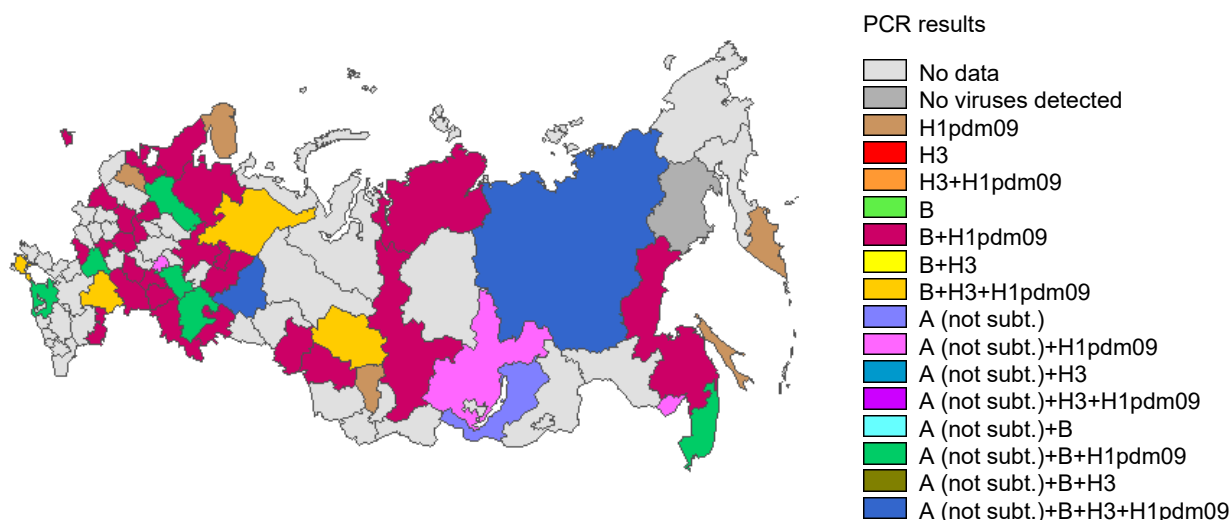 PCR results
No data
No viruses detected
H1pdm09
H3
H3+H1pdm09
B
B+H1pdm09
B+H3
B+H3+H1pdm09
A (not subt.)
A (not subt.)+H1pdm09
A (not subt.)+H3
A (not subt.)+H3+H1pdm09
A (not subt.)+B
A (not subt.)+B+H1pdm09
A (not subt.)+B+H3
A (not subt.)+B+H3+H1pdm09